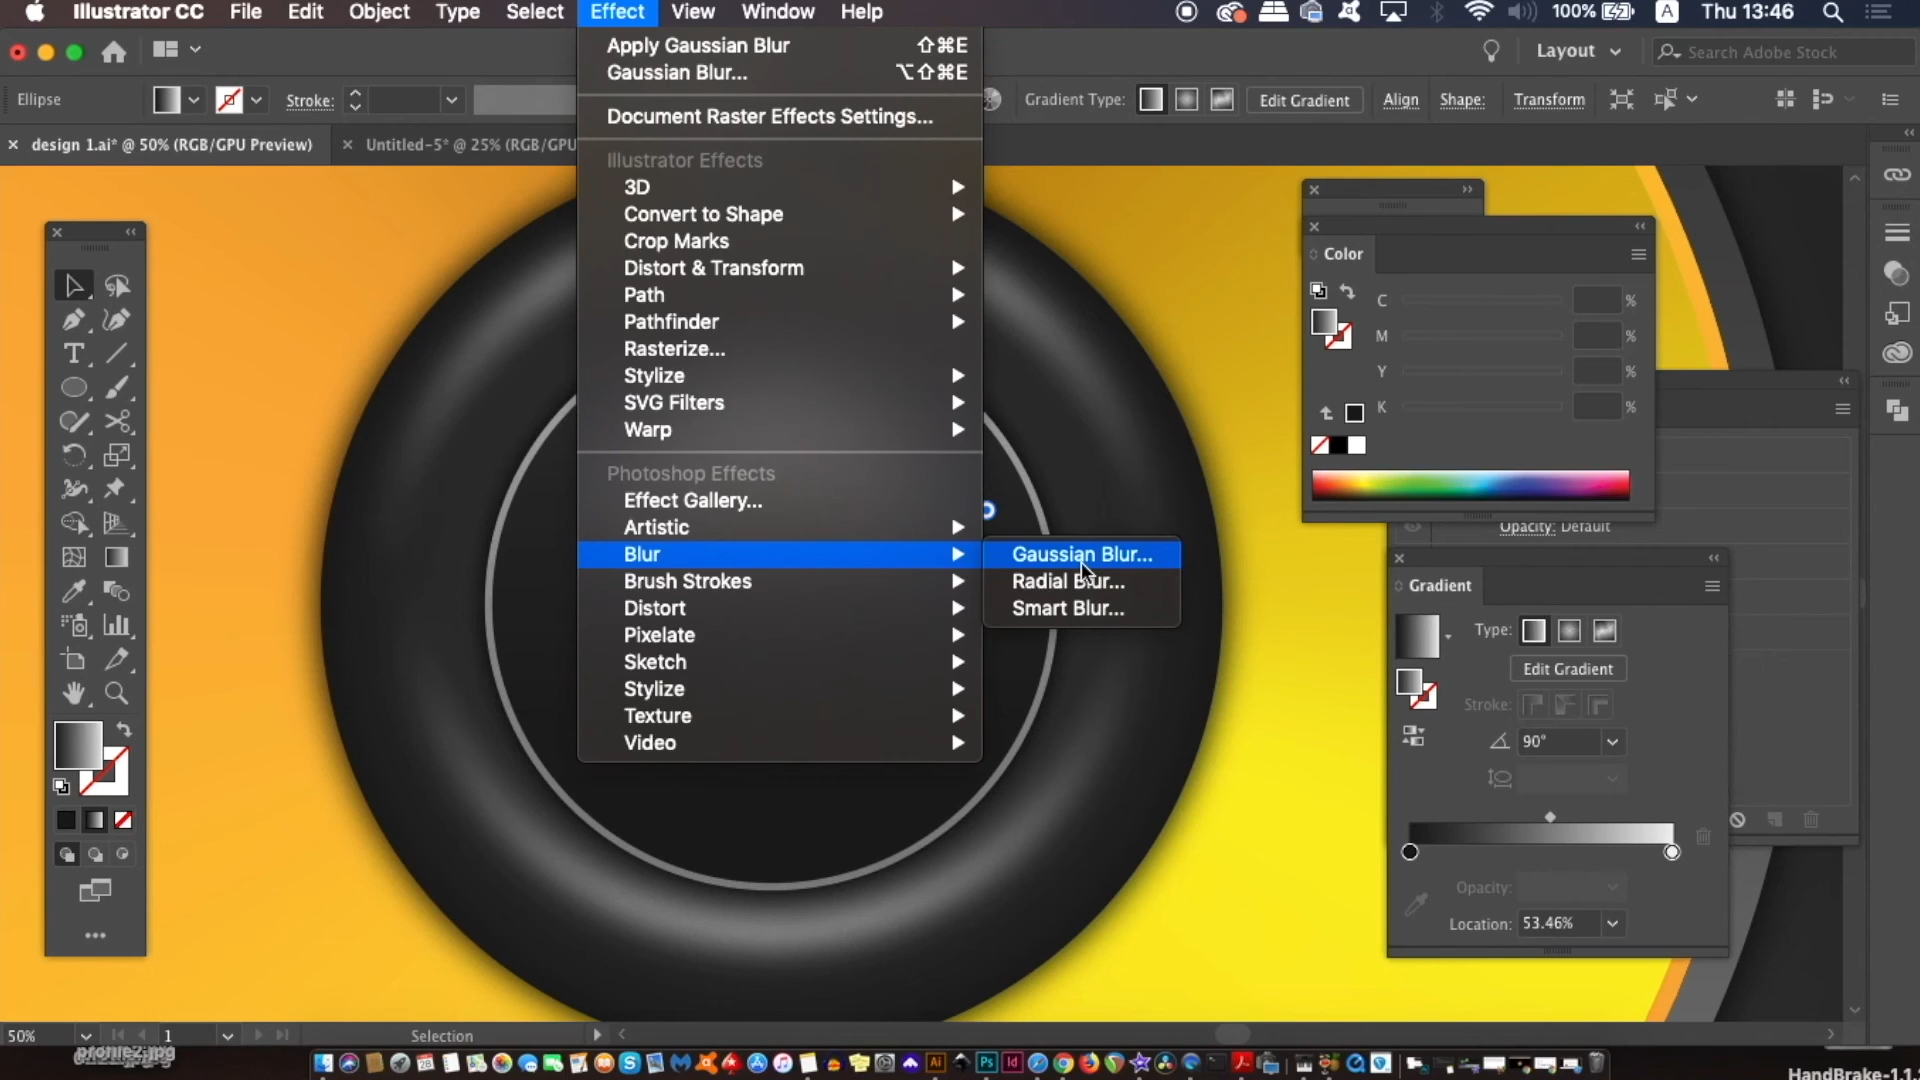 Illustrator CC File Edit Object Type Select Effect View Window Help 100% A Thu 13:46
Apply Gaussian Blur ⇧⌘E
Gaussian Blur... ⌥⇧⌘E
Layout
Search Adobe Stock
Ellipse
Stroke:
Gradient Type:
Edit Gradient
Align
Shape:
Transform
Document Raster Effects Settings...
design 1.ai* @ 50% (RGB/GPU Preview)
Untitled-5* @ 25% (RGB/GPU
Illustrator Effects
3D
Convert to Shape
Crop Marks
Distort & Transform
Path
Pathfinder
Rasterize...
Stylize
SVG Filters
Warp
Photoshop Effects
Effect Gallery...
Artistic
Blur
Brush Strokes
Distort
Pixelate
Sketch
Stylize
Texture
Video
Gaussian Blur...
Radial Blur...
Smart Blur...
Color
C %
M %
Y %
K %
Opacity: Default
Gradient
Type:
Edit Gradient
Stroke:
90°
Opacity:
Location: 53.46%
50%
1
Selection
HandBrake-1.1.